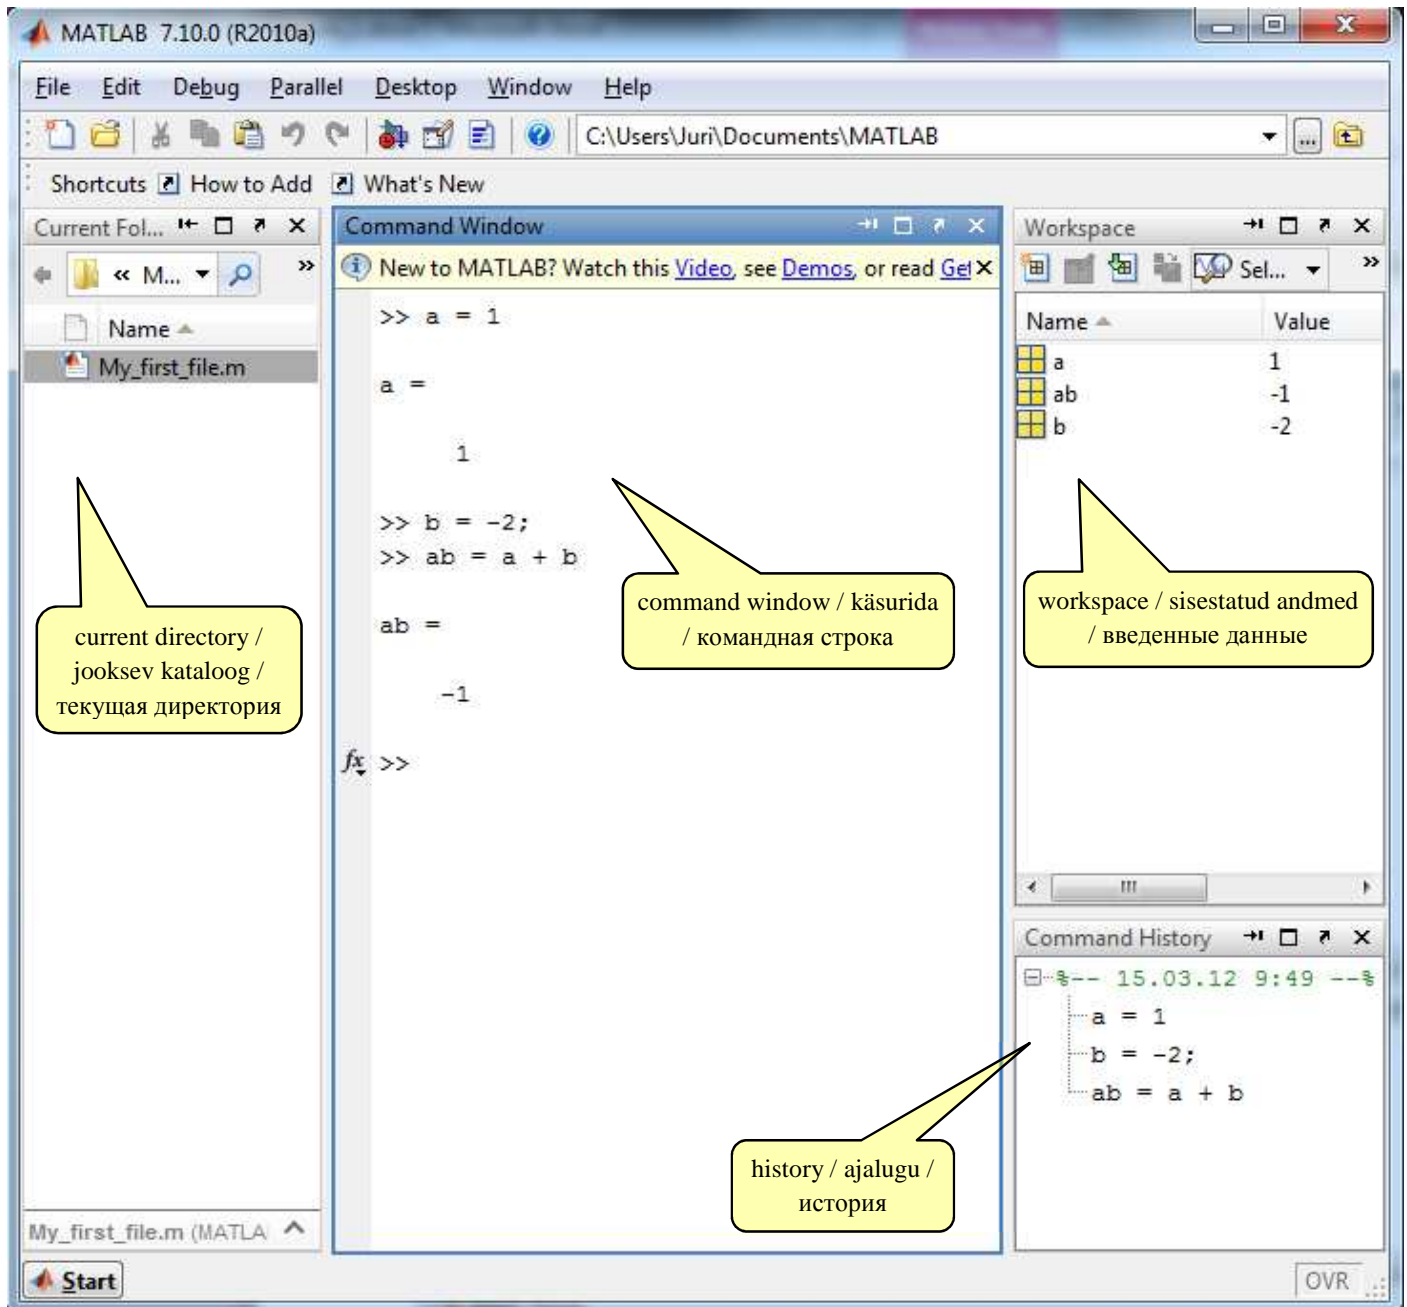 MATLAB 7.10.0 (R2010a)
File Edit Debug Parallel Desktop Window Help
C:\Users\Juri\Documents\MATLAB
Shortcuts How to Add What's New
Current Fol...
« M...
Name
My_first_file.m
current directory /
jooksev kataloog /
текущая директория
My_first_file.m (MATLA
Command Window
New to MATLAB? Watch this Video, see Demos, or read Get
>> a = 1
a =
1
>> b = -2;
>> ab = a + b
ab =
-1
fx >>
command window / käsurida
/ командная строка
Workspace
Sel...
Name Value
a 1
ab -1
b -2
workspace / sisestatud andmed
/ введенные данные
Command History
%-- 15.03.12 9:49 --%
a = 1
b = -2;
ab = a + b
history / ajalugu /
история
Start
OVR